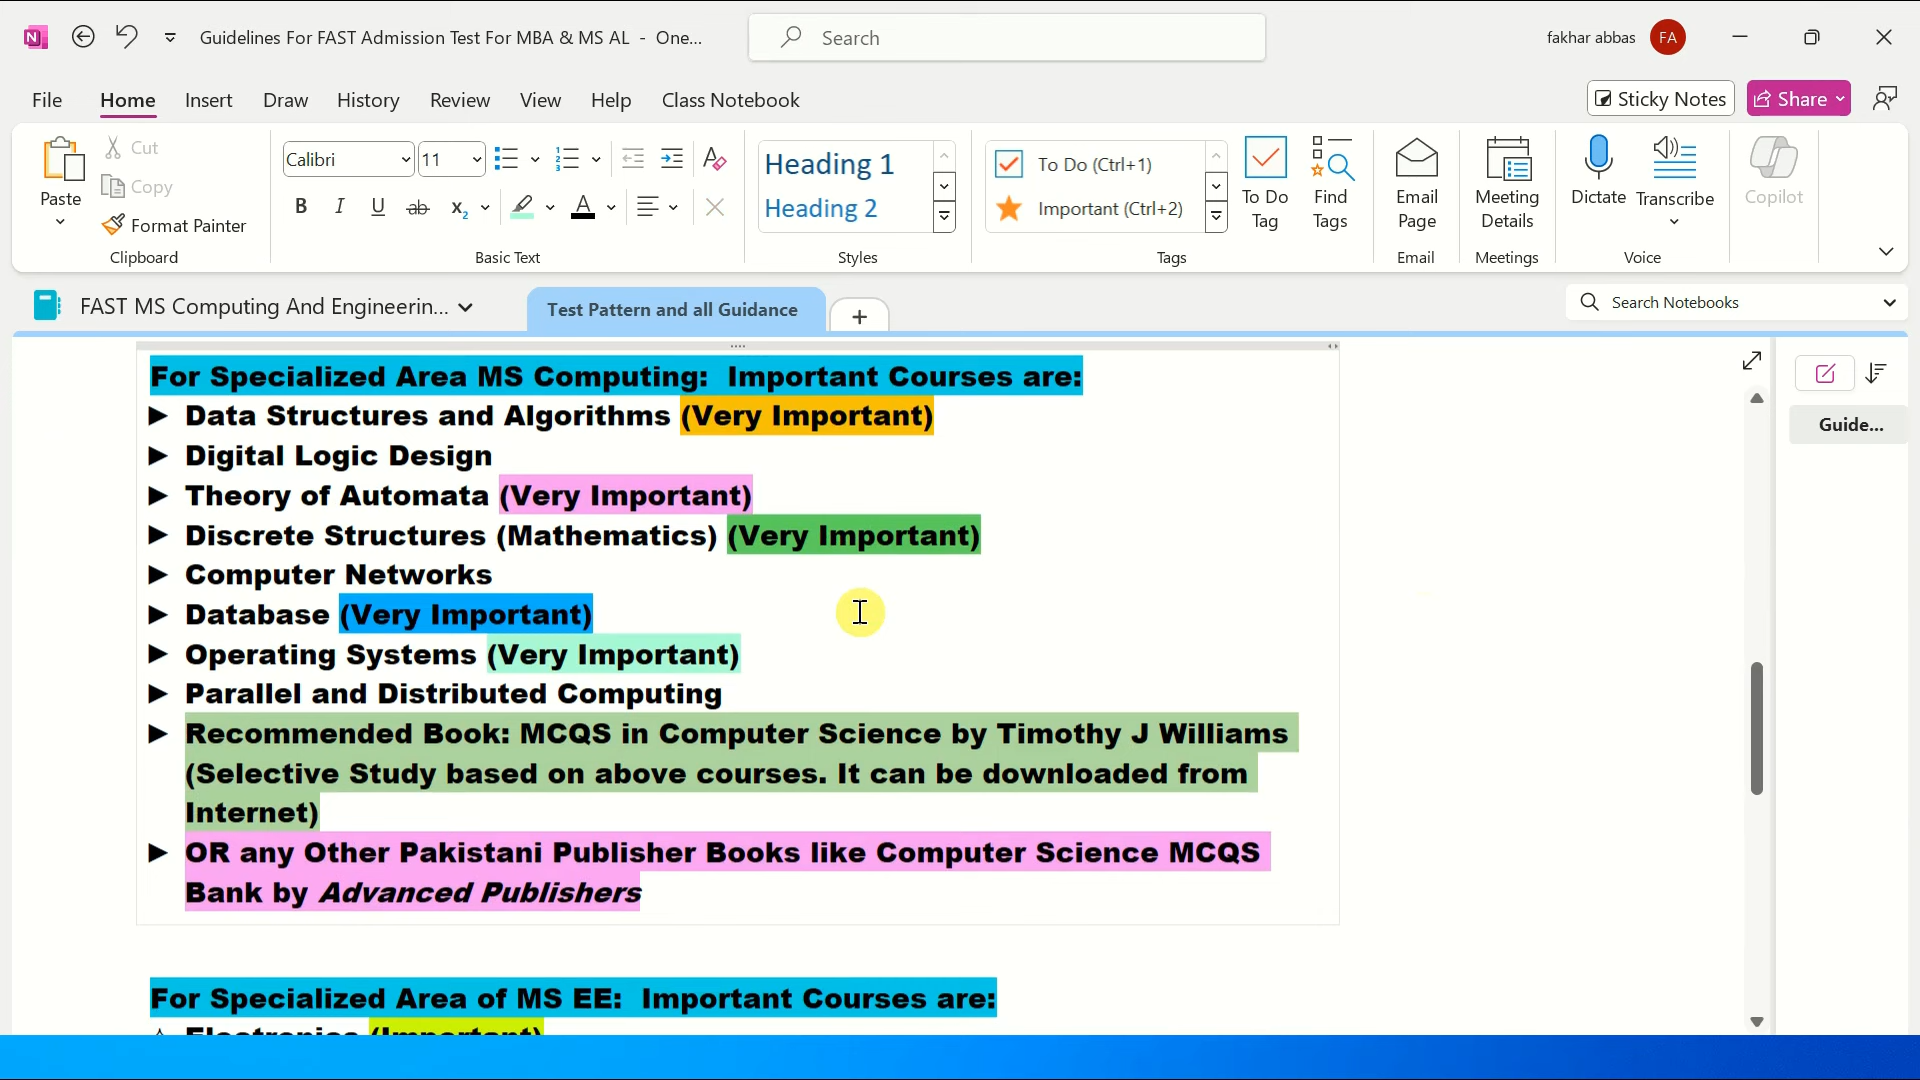 Guidelines For FAST Admission Test For MBA & MS AL - One...
Search
fakhar abbas
FA
File Home Insert Draw History Review View Help Class Notebook
Sticky Notes
Share
Paste
Cut
Copy
Format Painter
Clipboard
Calibri
11
Basic Text
Heading 1
Heading 2
Styles
To Do (Ctrl+1)
Important (Ctrl+2)
To Do
Tag
Find
Tags
Tags
Email
Page
Email
Meeting
Details
Meetings
Dictate
Transcribe
Voice
Copilot
FAST MS Computing And Engineerin...
Test Pattern and all Guidance
+
Search Notebooks
Guide...
For Specialized Area MS Computing: Important Courses are:
► Data Structures and Algorithms (Very Important)
► Digital Logic Design
► Theory of Automata (Very Important)
► Discrete Structures (Mathematics) (Very Important)
► Computer Networks
► Database (Very Important)
► Operating Systems (Very Important)
► Parallel and Distributed Computing
► Recommended Book: MCQS in Computer Science by Timothy J Williams
(Selective Study based on above courses. It can be downloaded from
Internet)
► OR any Other Pakistani Publisher Books like Computer Science MCQS
Bank by Advanced Publishers
For Specialized Area of MS EE: Important Courses are:
Electronics (Important)